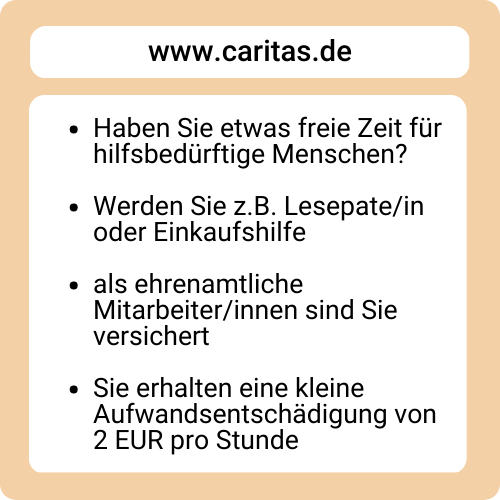 www.caritas.de
• Haben Sie etwas freie Zeit für
hilfsbedürftige Menschen?
• Werden Sie z.B. Lesepate/in
oder Einkaufshilfe
• als ehrenamtliche
Mitarbeiter/innen sind Sie
versichert
• Sie erhalten eine kleine
Aufwandsentschädigung von
2 EUR pro Stunde